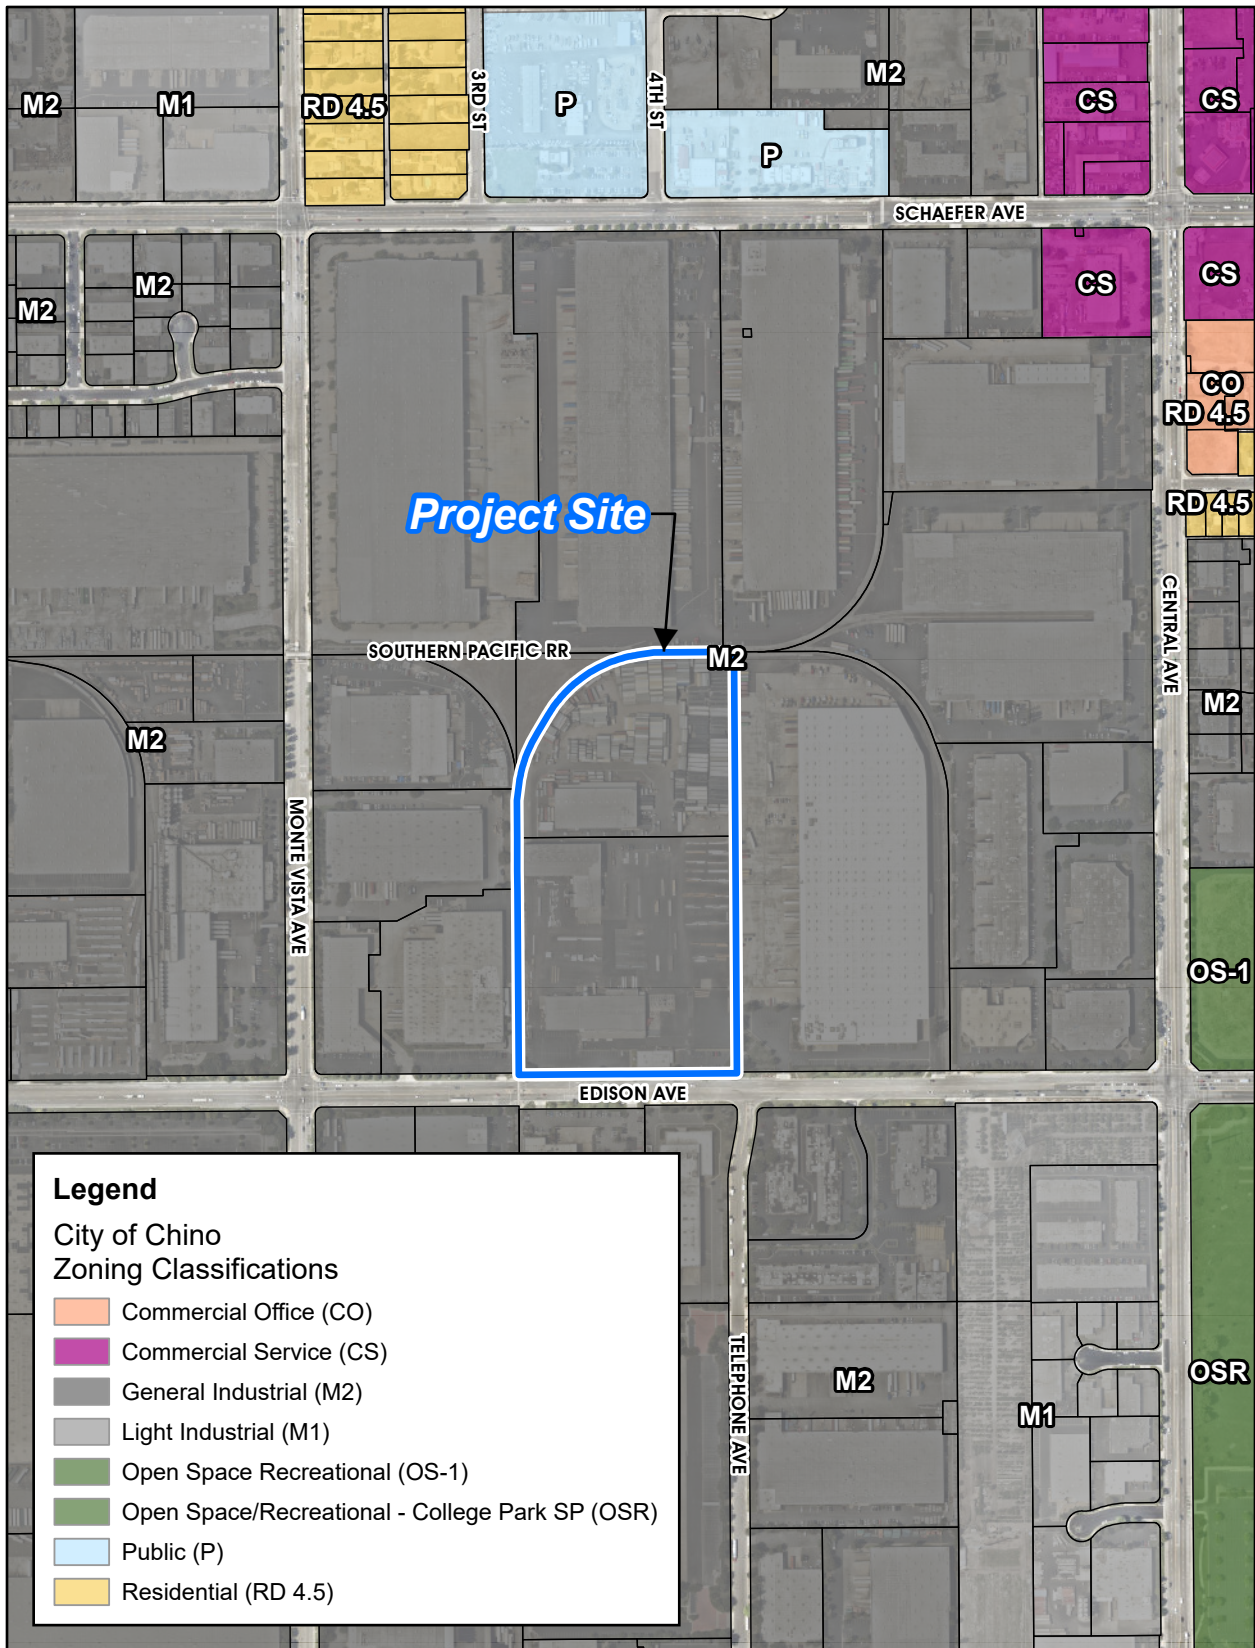 M2
M1
RD 4.5
3RD ST
P
4TH ST
M2
P
CS
CS
SCHAEFER AVE
M2
M2
CS
CS
CO
RD 4.5
RD 4.5
Project Site
CENTRAL AVE
SOUTHERN PACIFIC RR
M2
M2
M2
MONTE VISTA AVE
OS-1
EDISON AVE
TELEPHONE AVE
M2
M1
OSR
Legend
City of Chino
Zoning Classifications
Commercial Office (CO)
Commercial Service (CS)
General Industrial (M2)
Light Industrial (M1)
Open Space Recreational (OS-1)
Open Space/Recreational - College Park SP (OSR)
Public (P)
Residential (RD 4.5)